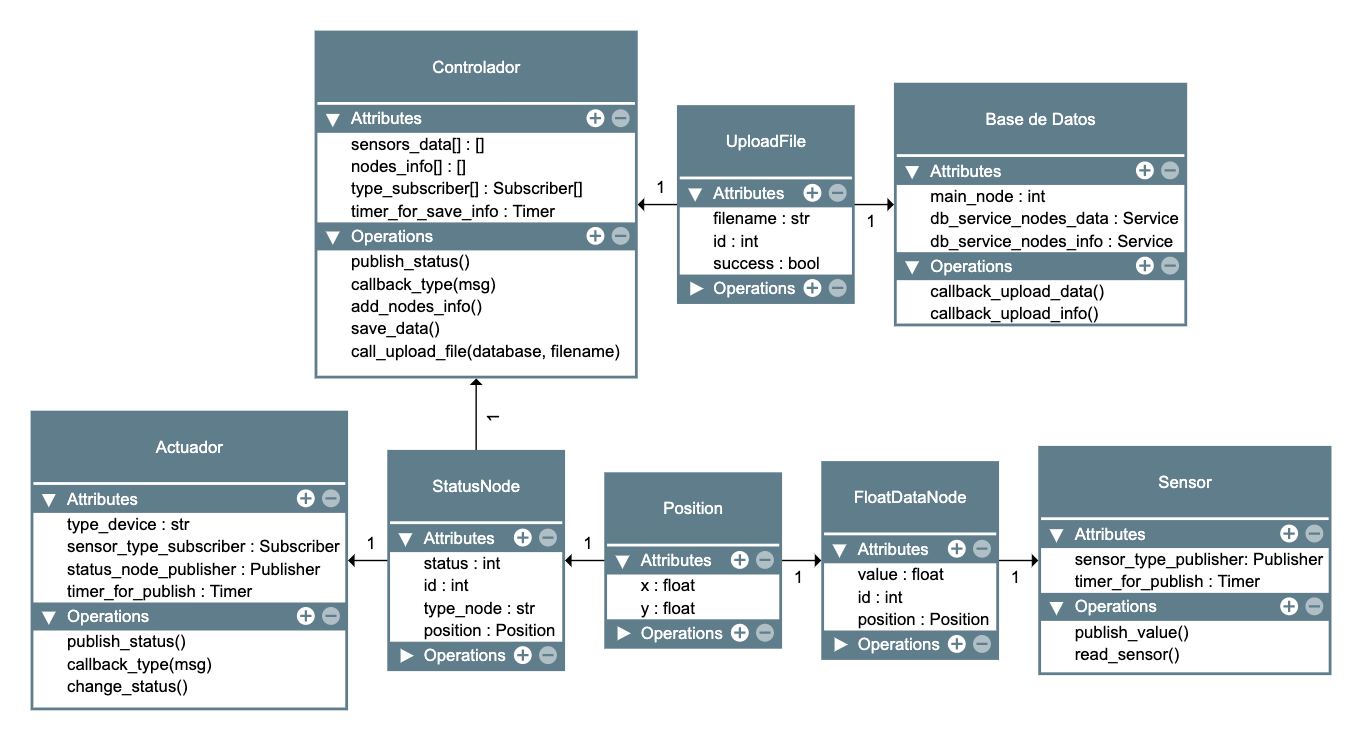 Controlador
Attributes
sensors_data[] : []
nodes_info[] : []
type_subscriber[] : Subscriber[]
timer_for_save_info : Timer
Operations
publish_status()
callback_type(msg)
add_nodes_info()
save_data()
call_upload_file(database, filename)
1
UploadFile
Attributes
filename : str
id : int
success : bool
Operations
1
Base de Datos
Attributes
main_node : int
db_service_nodes_data : Service
db_service_nodes_info : Service
Operations
callback_upload_data()
callback_upload_info()
1
Actuador
Attributes
type_device : str
sensor_type_subscriber : Subscriber
status_node_publisher : Publisher
timer_for_publish : Timer
Operations
publish_status()
callback_type(msg)
change_status()
1
StatusNode
Attributes
status : int
id : int
type_node : str
position : Position
Operations
1
Position
Attributes
x : float
y : float
Operations
1
FloatDataNode
Attributes
value : float
id : int
position : Position
Operations
1
Sensor
Attributes
sensor_type_publisher: Publisher
timer_for_publish : Timer
Operations
publish_value()
read_sensor()